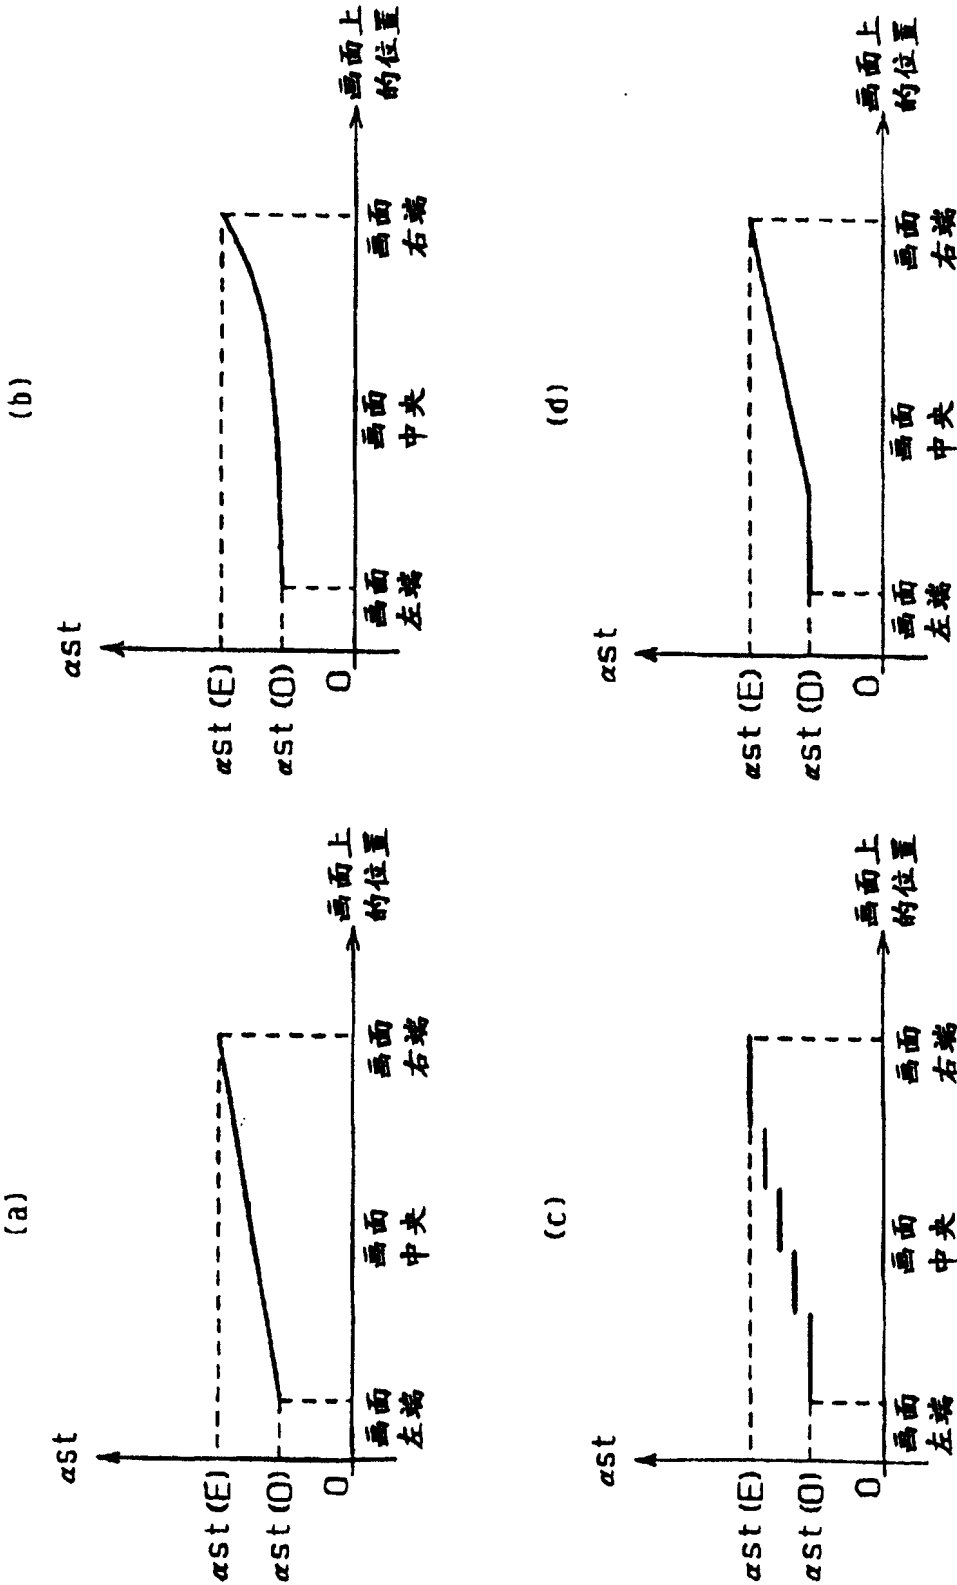 (a)
αst
αst(E)
αst(O)
O
画面
左端
画面
中央
画面
右端
画面上
的位置
(b)
αst
αst(E)
αst(O)
O
画面
左端
画面
中央
画面
右端
画面上
的位置
(c)
αst
αst(E)
αst(O)
O
画面
左端
画面
中央
画面
右端
画面上
的位置
(d)
αst
αst(E)
αst(O)
O
画面
左端
画面
中央
画面
右端
画面上
的位置